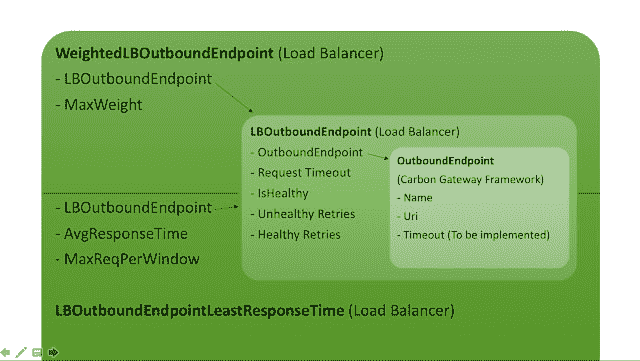 WeightedLBOutboundEndpoint (Load Balancer)
- LBOutboundEndpoint
- MaxWeight
LBOutboundEndpoint (Load Balancer)
- OutboundEndpoint
- Request Timeout
- IsHealthy
- Unhealthy Retries
- Healthy Retries
OutboundEndpoint
(Carbon Gateway Framework)
- Name
- Uri
- Timeout (To be implemented)
- LBOutboundEndpoint
- AvgResponseTime
- MaxReqPerWindow
LBOutboundEndpointLeastResponseTime (Load Balancer)